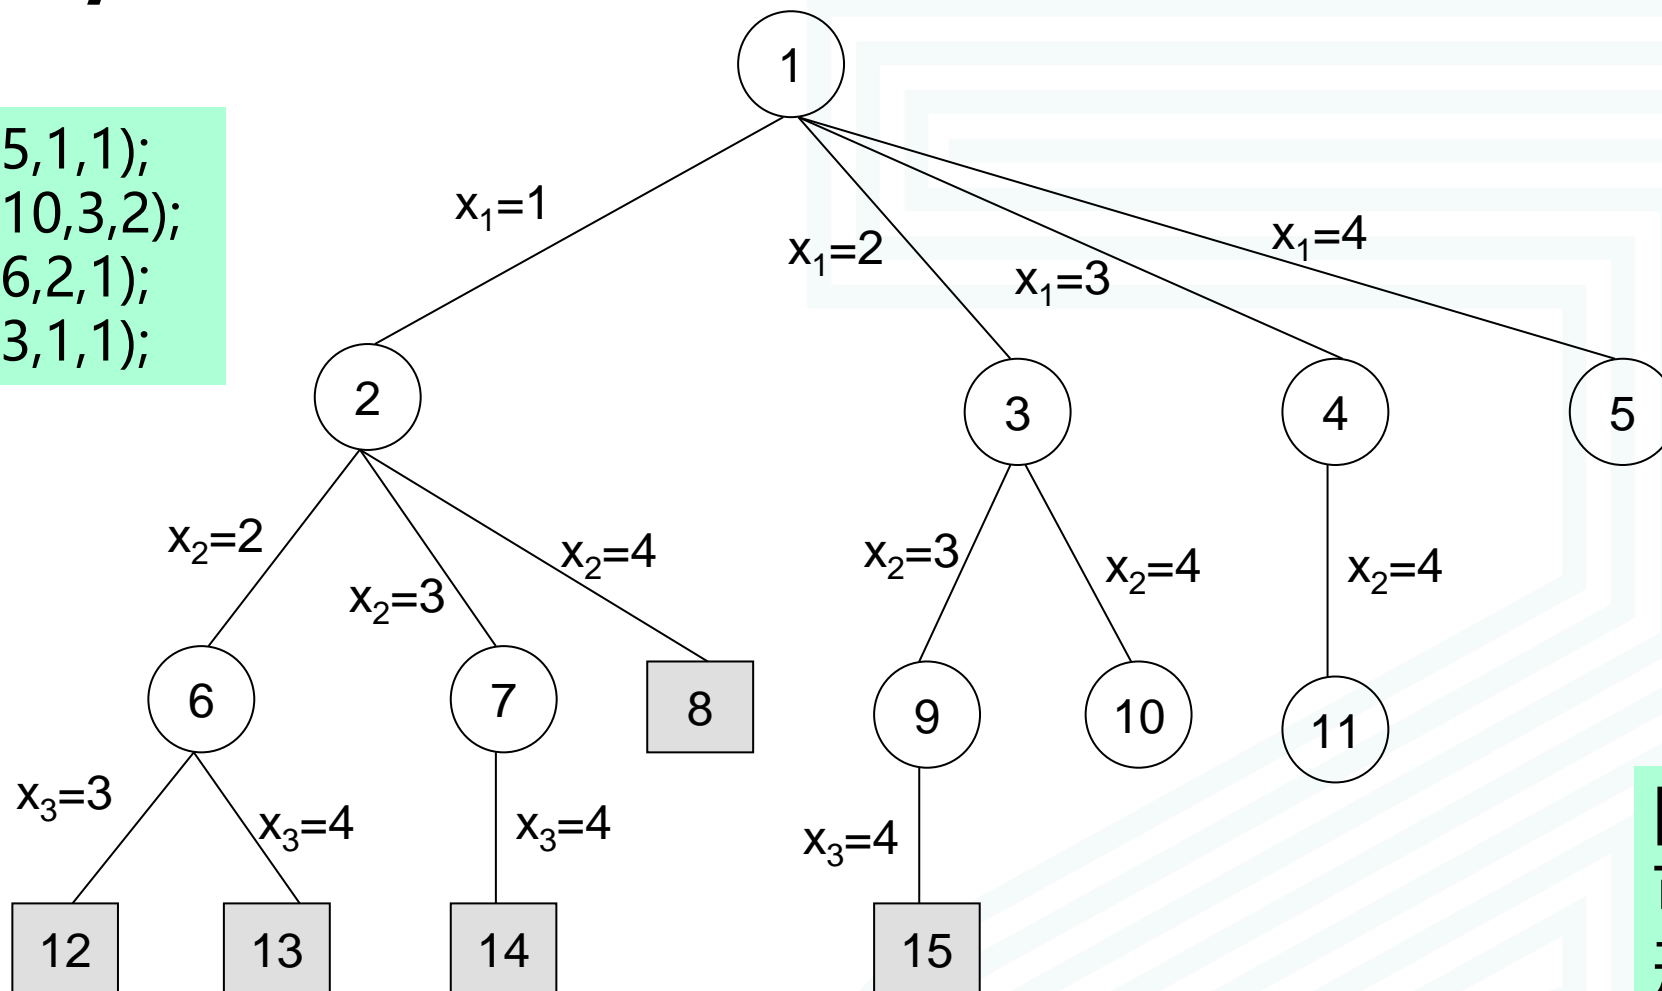 1
5,1,1);
10,3,2);
6,2,1);
3,1,1);
x₁=1
x₁=2
x₁=3
x₁=4
2
3
4
5
x₂=2
x₂=3
x₂=4
x₂=3
x₂=4
x₂=4
6
7
8
9
10
11
x₃=3
x₃=4
x₃=4
x₃=4
12
13
14
15